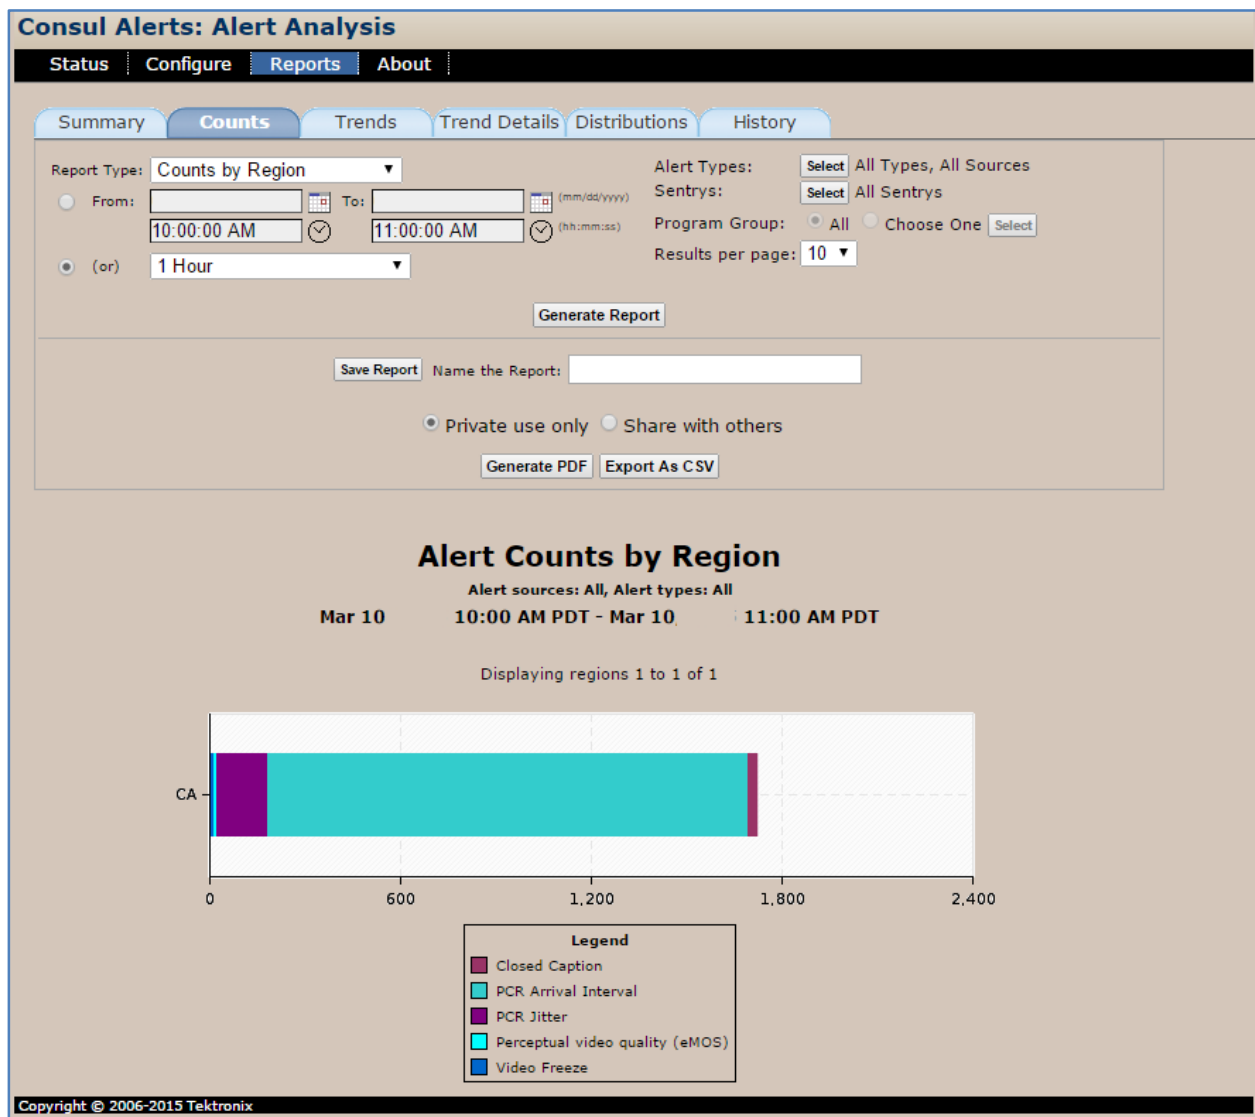 Consul Alerts: Alert Analysis
Status Configure Reports About
Summary Counts Trends Trend Details Distributions History
Report Type: Counts by Region Alert Types: Select All Types, All Sources
From: To: (mm/dd/yyyy) Sentrys: Select All Sentrys
10:00:00 AM 11:00:00 AM (hh:mm:ss) Program Group: All Choose One Select
(or) 1 Hour Results per page: 10
Generate Report
Save Report Name the Report:
Private use only Share with others
Generate PDF Export As CSV
Alert Counts by Region
Alert sources: All, Alert types: All
Mar 10 10:00 AM PDT - Mar 10, 11:00 AM PDT
Displaying regions 1 to 1 of 1
CA
0 600 1,200 1,800 2,400
Legend
Closed Caption
PCR Arrival Interval
PCR Jitter
Perceptual video quality (eMOS)
Video Freeze
Copyright © 2006-2015 Tektronix